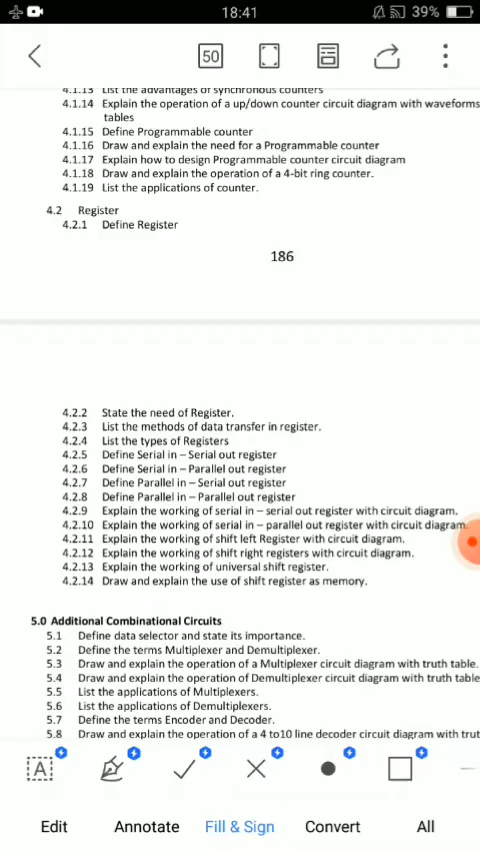 18:41
39%
50
4.1.13 List the advantages of synchronous counters
4.1.14 Explain the operation of a up/down counter circuit diagram with waveforms
tables
4.1.15 Define Programmable counter
4.1.16 Draw and explain the need for a Programmable counter
4.1.17 Explain how to design Programmable counter circuit diagram
4.1.18 Draw and explain the operation of a 4-bit ring counter.
4.1.19 List the applications of counter.
4.2 Register
4.2.1 Define Register
186
4.2.2 State the need of Register.
4.2.3 List the methods of data transfer in register.
4.2.4 List the types of Registers
4.2.5 Define Serial in – Serial out register
4.2.6 Define Serial in – Parallel out register
4.2.7 Define Parallel in – Serial out register
4.2.8 Define Parallel in – Parallel out register
4.2.9 Explain the working of serial in – serial out register with circuit diagram.
4.2.10 Explain the working of serial in – parallel out register with circuit diagram.
4.2.11 Explain the working of shift left Register with circuit diagram.
4.2.12 Explain the working of shift right registers with circuit diagram.
4.2.13 Explain the working of universal shift register.
4.2.14 Draw and explain the use of shift register as memory.
5.0 Additional Combinational Circuits
5.1 Define data selector and state its importance.
5.2 Define the terms Multiplexer and Demultiplexer.
5.3 Draw and explain the operation of a Multiplexer circuit diagram with truth table.
5.4 Draw and explain the operation of Demultiplexer circuit diagram with truth table
5.5 List the applications of Multiplexers.
5.6 List the applications of Demultiplexers.
5.7 Define the terms Encoder and Decoder.
5.8 Draw and explain the operation of a 4 to10 line decoder circuit diagram with trut
A
Edit Annotate Fill & Sign Convert All